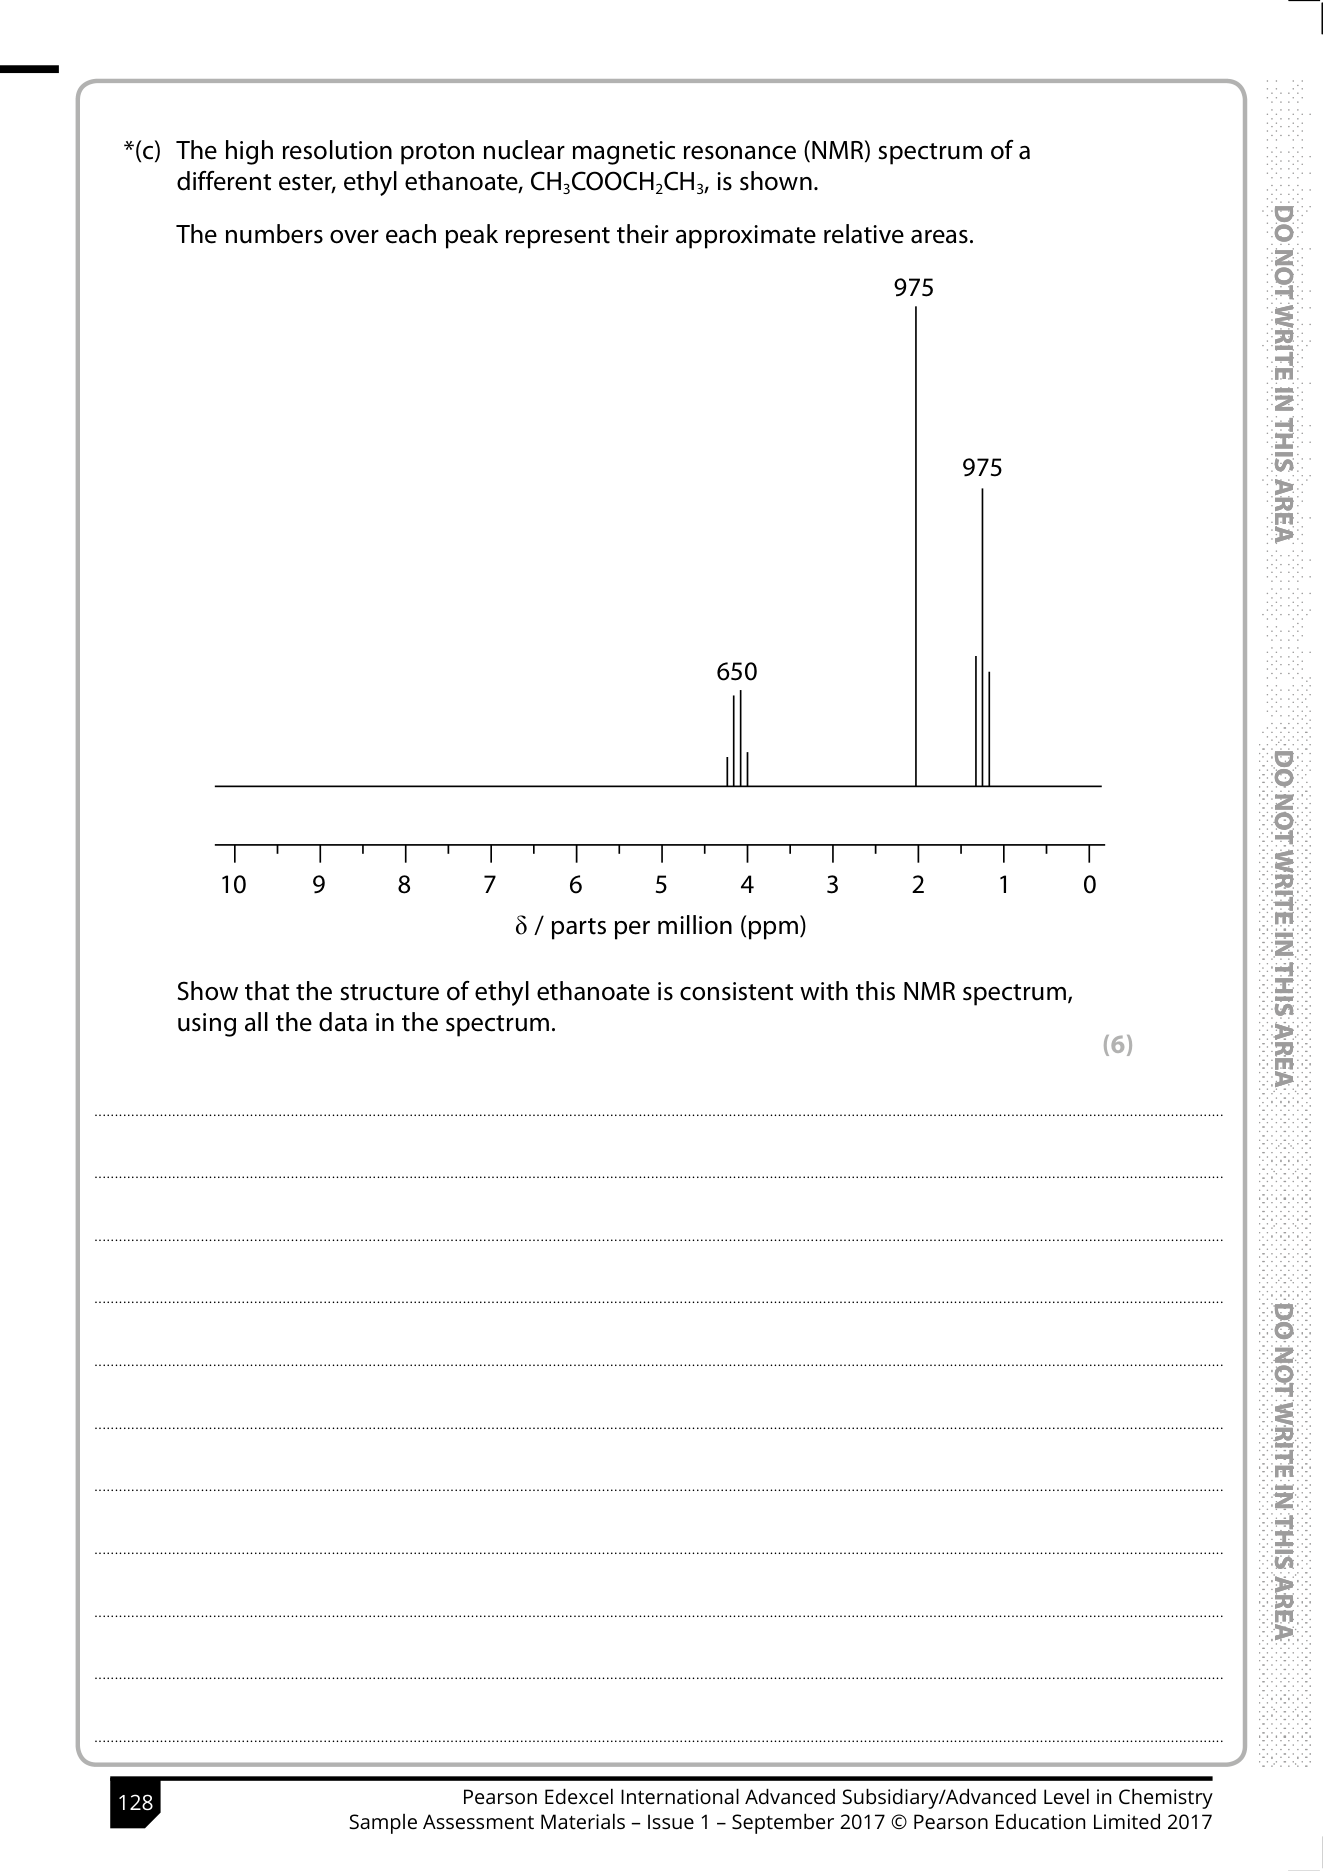 *(c) The high resolution proton nuclear magnetic resonance (NMR) spectrum of a
different ester, ethyl ethanoate, CH₃COOCH₂CH₃, is shown.
The numbers over each peak represent their approximate relative areas.
975
975
650
10 9 8 7 6 5 4 3 2 1 0
δ / parts per million (ppm)
Show that the structure of ethyl ethanoate is consistent with this NMR spectrum,
using all the data in the spectrum.
(6)
DO NOT WRITE IN THIS AREA
DO NOT WRITE IN THIS AREA
DO NOT WRITE IN THIS AREA
128
Pearson Edexcel International Advanced Subsidiary/Advanced Level in Chemistry
Sample Assessment Materials – Issue 1 – September 2017 © Pearson Education Limited 2017